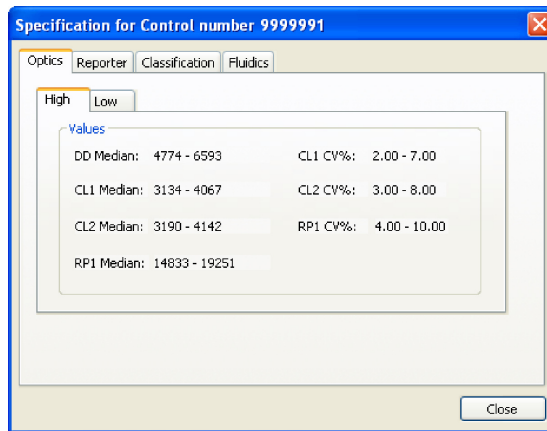 Specification for Control number 9999991
Optics Reporter Classification Fluidics
High Low
Values
DD Median: 4774 - 6593 CL1 CV%: 2.00 - 7.00
CL1 Median: 3134 - 4067 CL2 CV%: 3.00 - 8.00
CL2 Median: 3190 - 4142 RP1 CV%: 4.00 - 10.00
RP1 Median: 14833 - 19251
Close